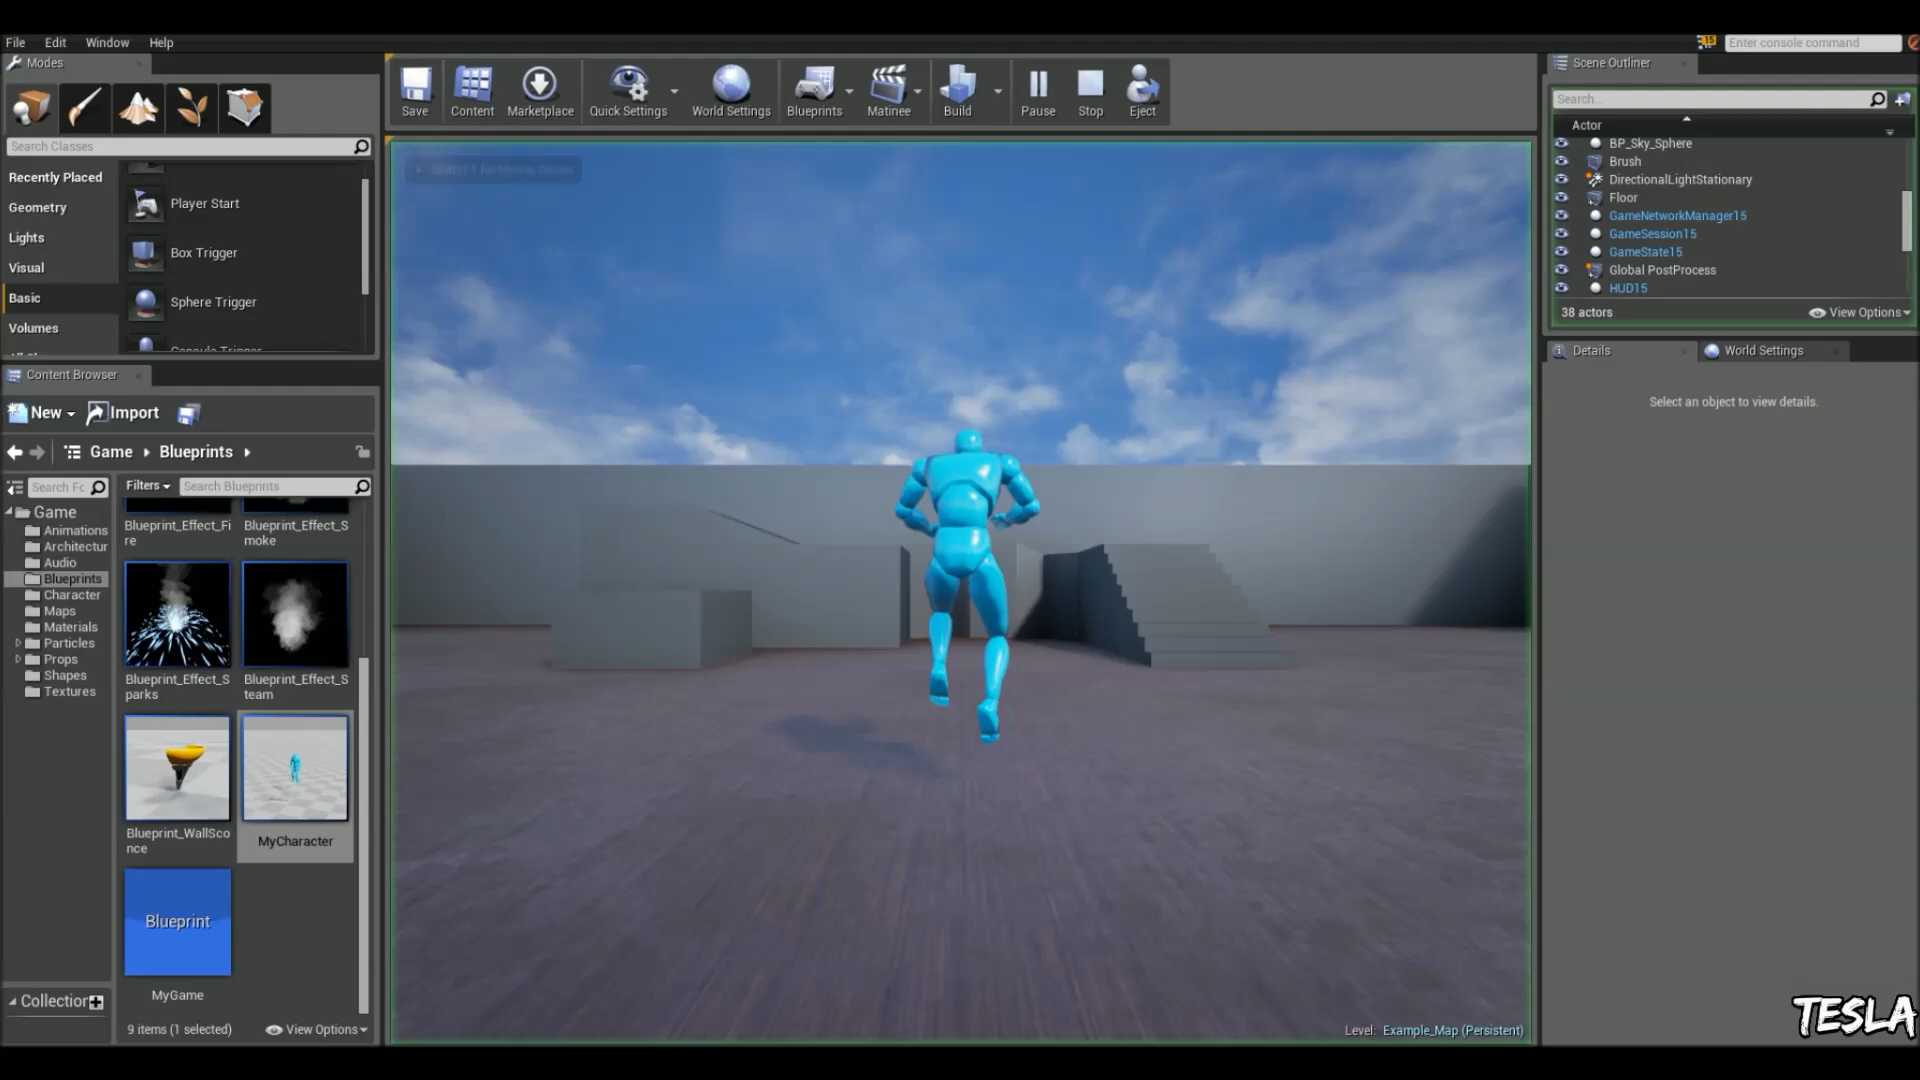 File Edit Window Help
15
Enter console command
Modes
Save
Content
Marketplace
Quick Settings
World Settings
Blueprints
Matinee
Build
Pause
Stop
Eject
Search Classes
Recently Placed
Geometry
Lights
Visual
Basic
Volumes
Player Start
Box Trigger
Sphere Trigger
Capsule Trigger
Content Browser
New
Import
Game
Blueprints
Search Fc
Filters
Search Blueprints
Game
Animations
Architectur
Audio
Blueprints
Character
Maps
Materials
Particles
Props
Shapes
Textures
Blueprint_Effect_Fi
re
Blueprint_Effect_S
moke
Blueprint_Effect_S
parks
Blueprint_Effect_S
team
Blueprint_WallSco
nce
MyCharacter
Blueprint
MyGame
Collection
9 items (1 selected)
View Options
Level: Example_Map (Persistent)
Scene Outliner
Search...
Actor
BP_Sky_Sphere
Brush
DirectionalLightStationary
Floor
GameNetworkManager15
GameSession15
GameState15
Global PostProcess
HUD15
38 actors
View Options
Details
World Settings
Select an object to view details.
TESLA